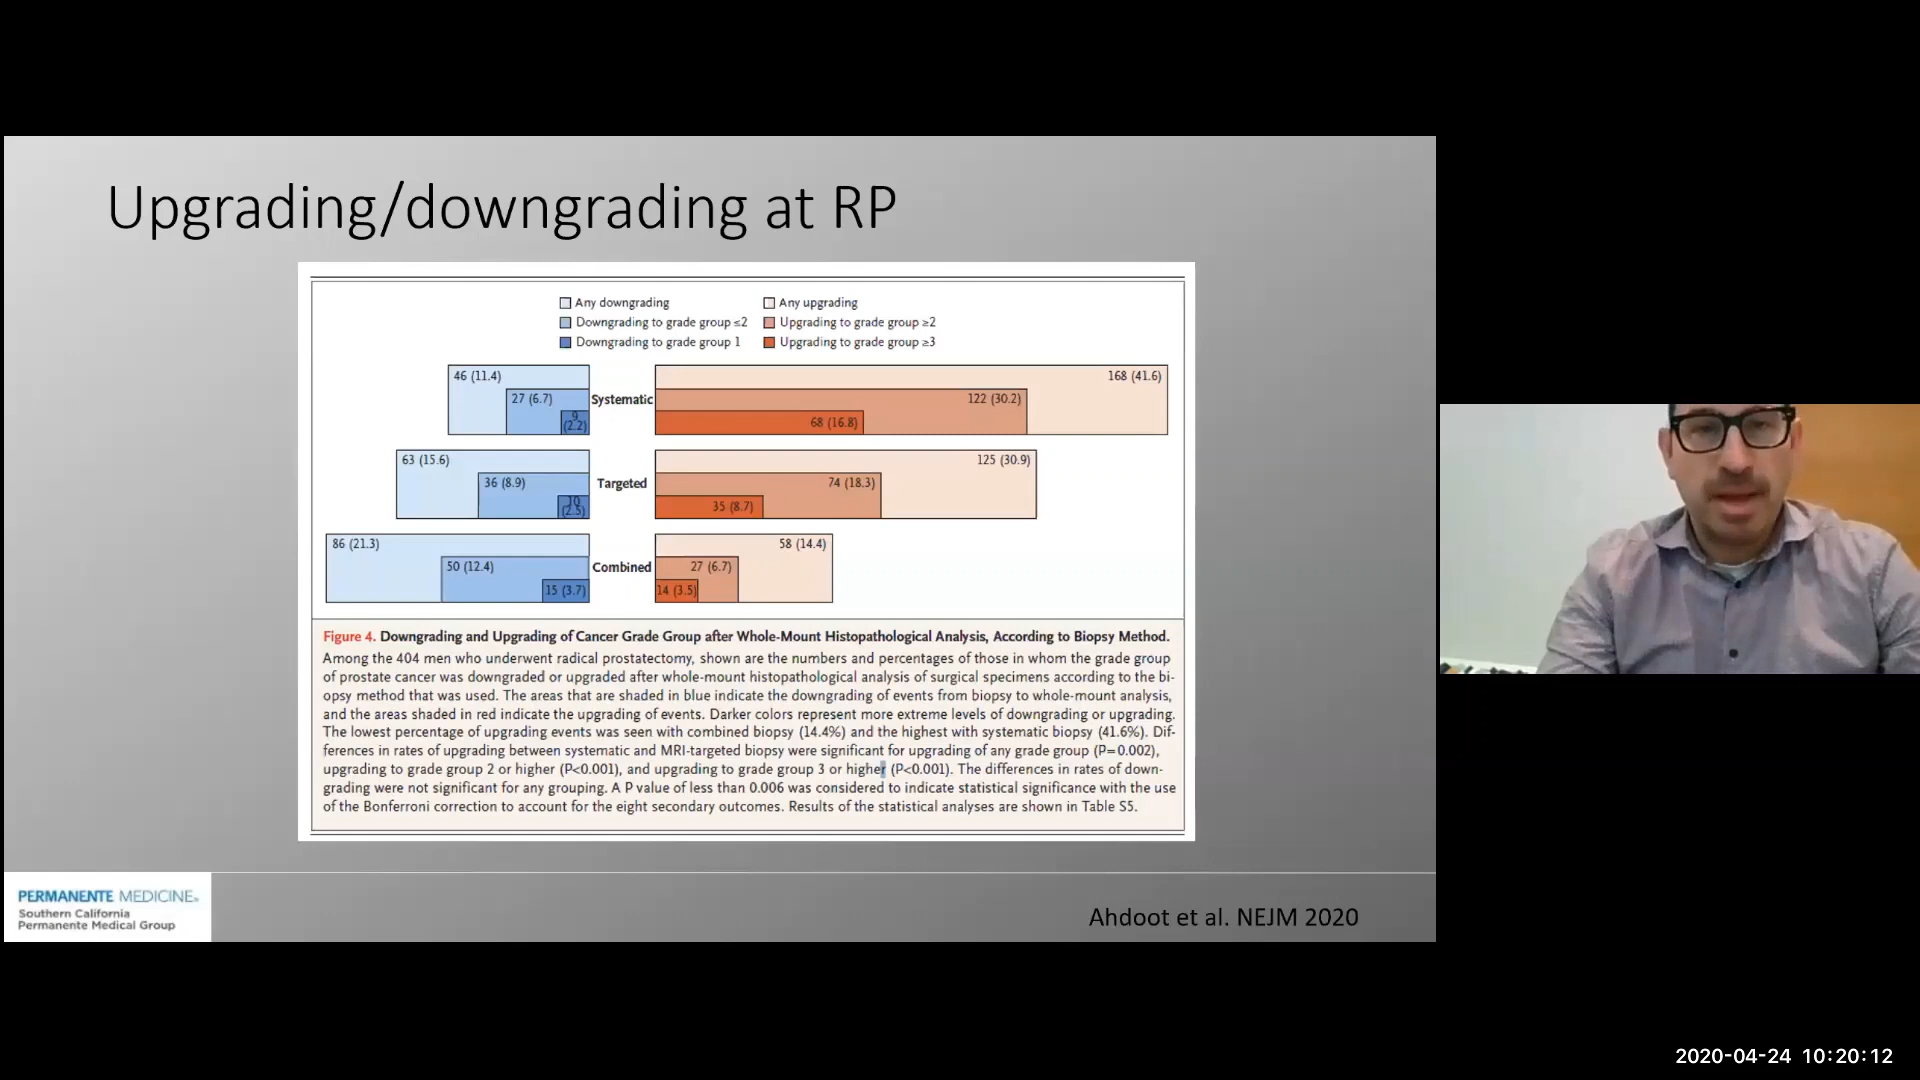 Upgrading/downgrading at RP
Any downgrading
Any upgrading
Downgrading to grade group ≤2
Upgrading to grade group ≥2
Downgrading to grade group 1
Upgrading to grade group ≥3
46 (11.4)
27 (6.7)
9
(2.2)
Systematic
168 (41.6)
122 (30.2)
68 (16.8)
63 (15.6)
36 (8.9)
10
(2.5)
Targeted
125 (30.9)
74 (18.3)
35 (8.7)
86 (21.3)
50 (12.4)
15 (3.7)
Combined
58 (14.4)
27 (6.7)
14 (3.5)
Figure 4. Downgrading and Upgrading of Cancer Grade Group after Whole-Mount Histopathological Analysis, According to Biopsy Method.
Among the 404 men who underwent radical prostatectomy, shown are the numbers and percentages of those in whom the grade group
of prostate cancer was downgraded or upgraded after whole-mount histopathological analysis of surgical specimens according to the bi-
opsy method that was used. The areas that are shaded in blue indicate the downgrading of events from biopsy to whole-mount analysis,
and the areas shaded in red indicate the upgrading of events. Darker colors represent more extreme levels of downgrading or upgrading.
The lowest percentage of upgrading events was seen with combined biopsy (14.4%) and the highest with systematic biopsy (41.6%). Dif-
ferences in rates of upgrading between systematic and MRI-targeted biopsy were significant for upgrading of any grade group (P=0.002),
upgrading to grade group 2 or higher (P<0.001), and upgrading to grade group 3 or higher (P<0.001). The differences in rates of down-
grading were not significant for any grouping. A P value of less than 0.006 was considered to indicate statistical significance with the use
of the Bonferroni correction to account for the eight secondary outcomes. Results of the statistical analyses are shown in Table S5.
PERMANENTE MEDICINE®
Southern California
Permanente Medical Group
Ahdoot et al. NEJM 2020
2020-04-24 10:20:12